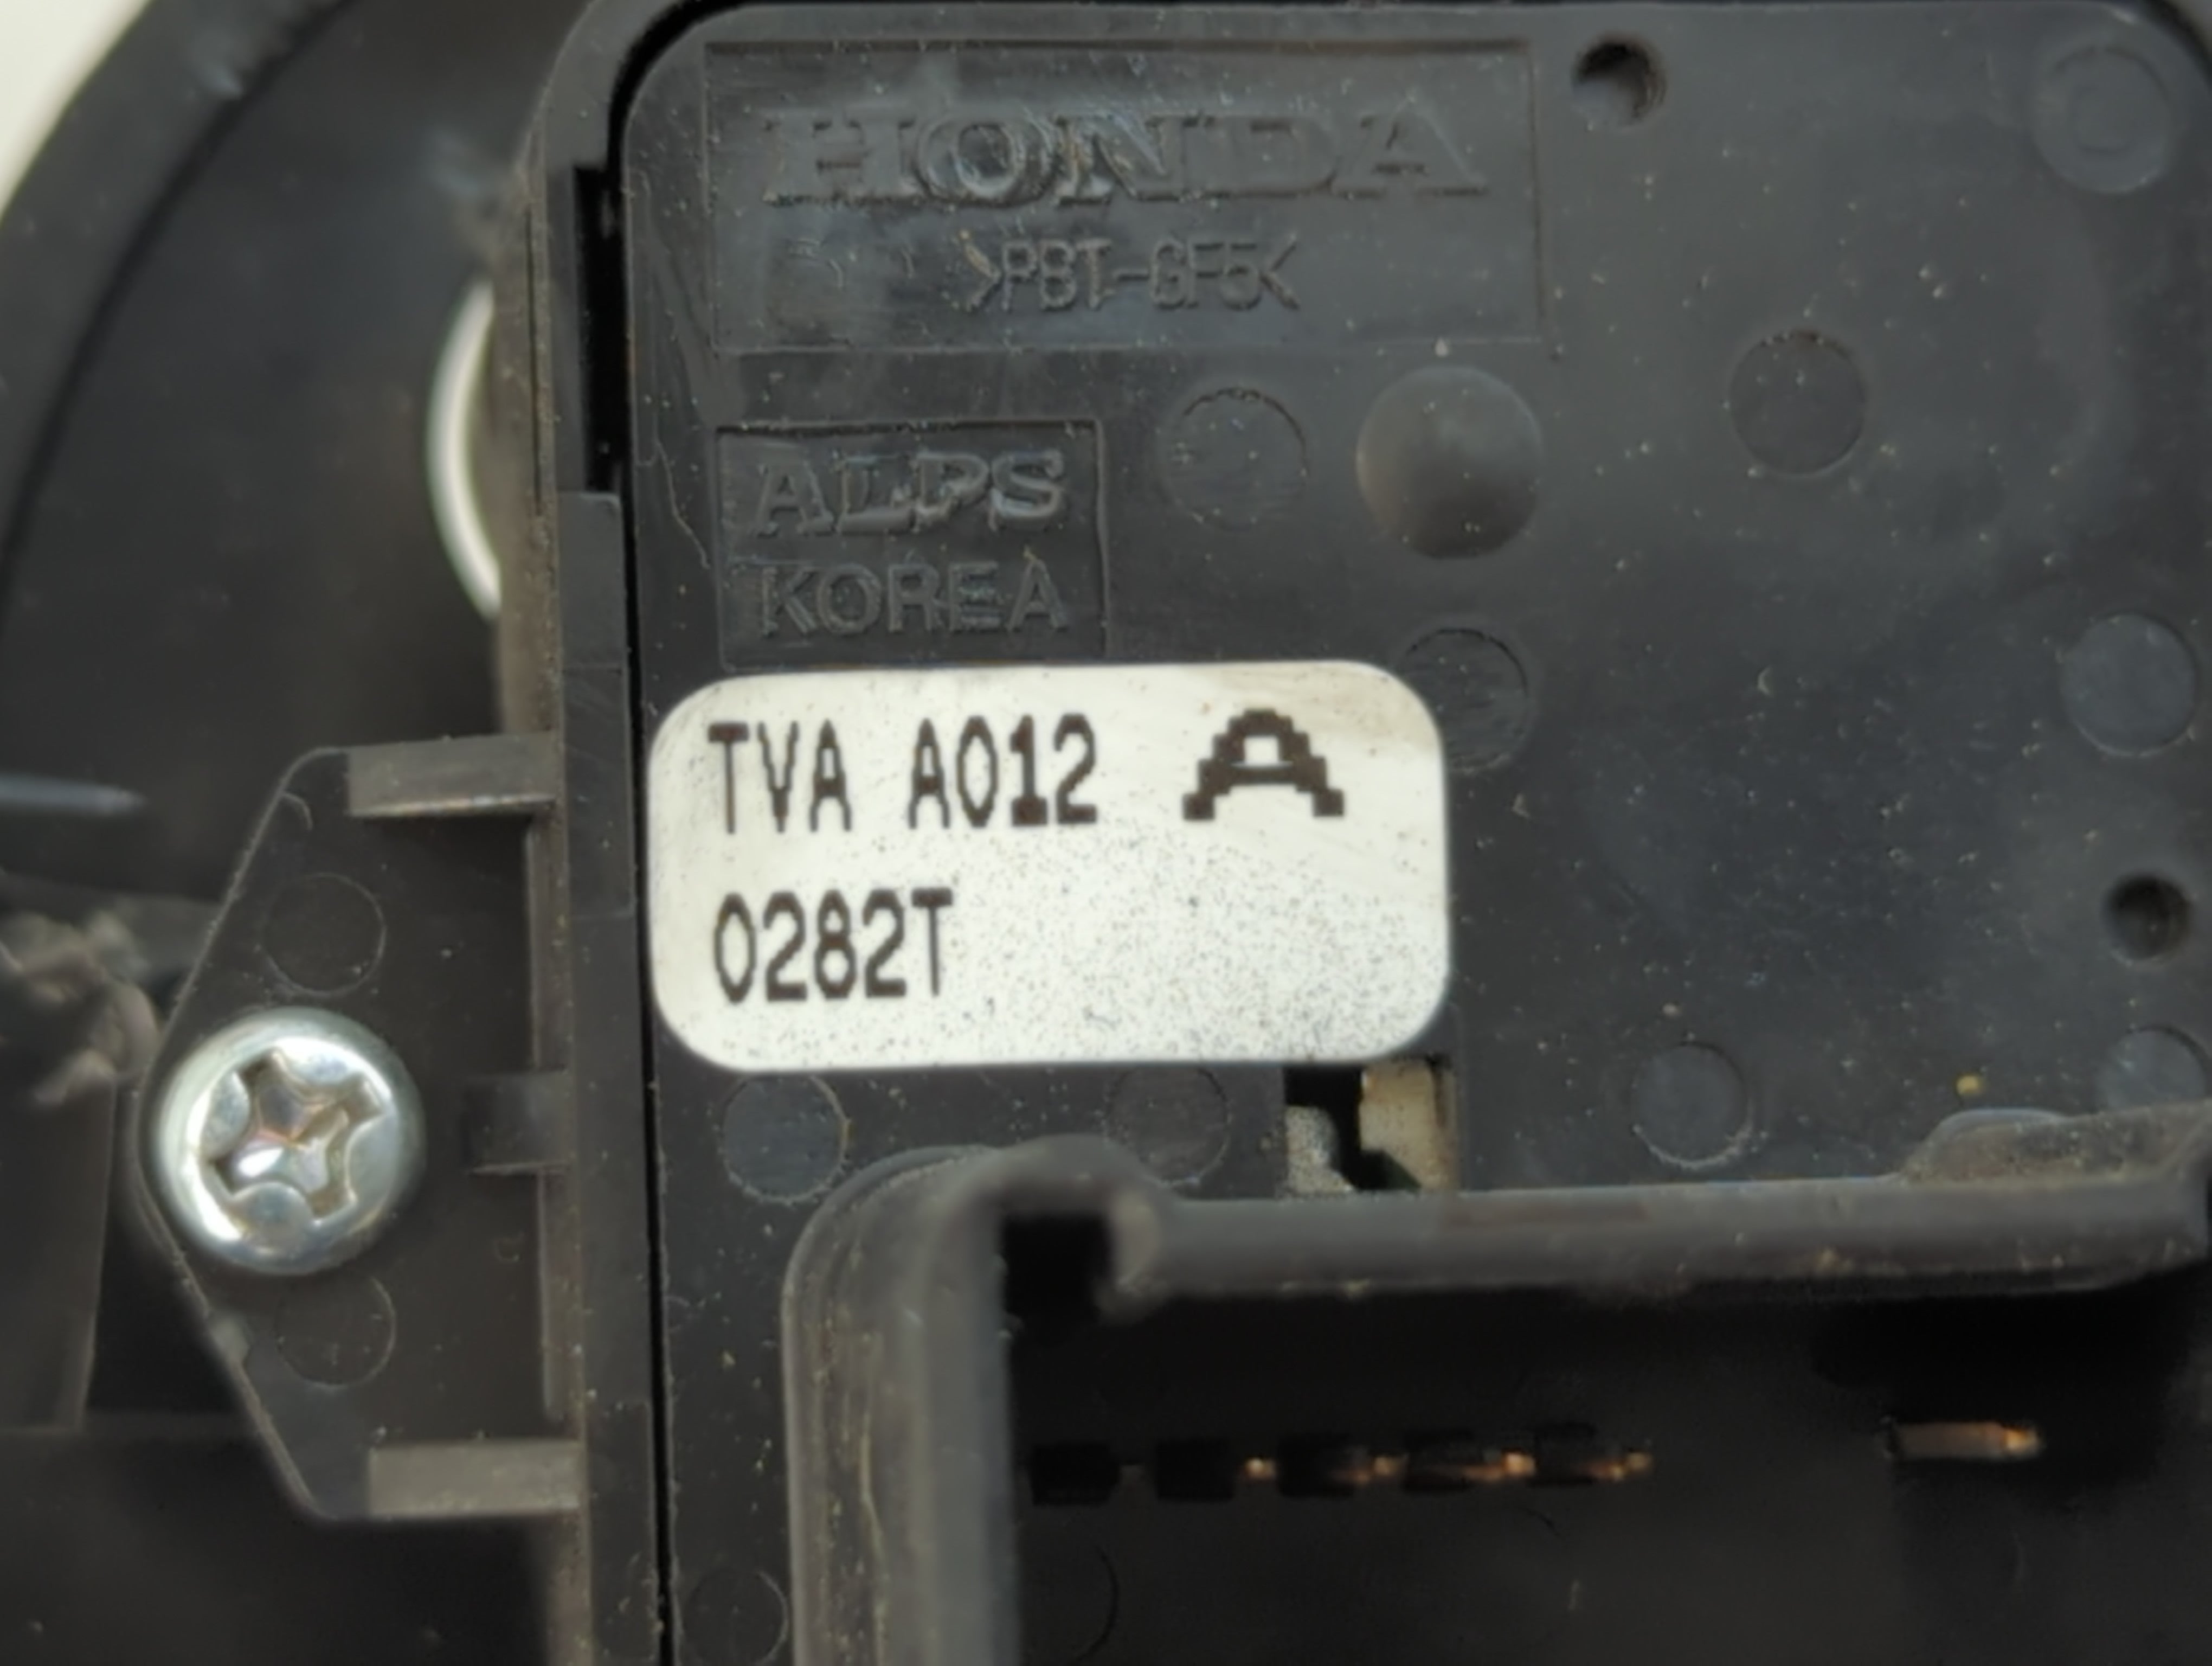 HONDA
>PBT-GF5<
ALPS
KOREA
TVA A012 A
0282T